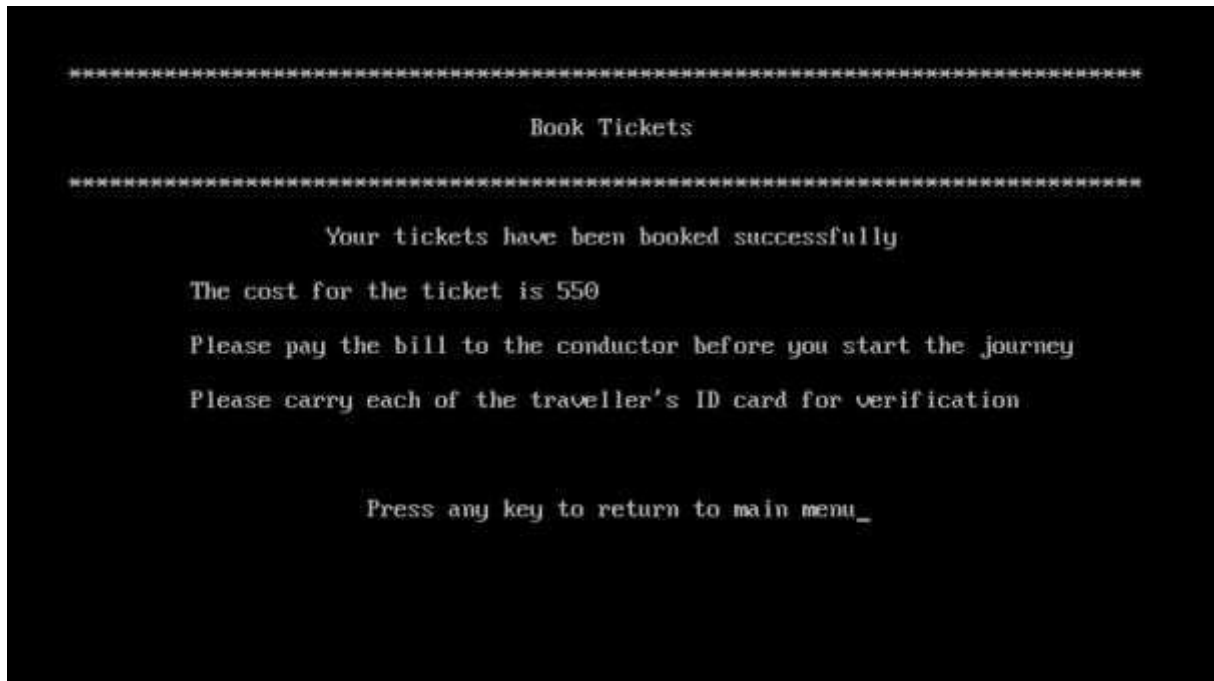 *******************************************************************************
Book Tickets
*******************************************************************************
Your tickets have been booked successfully
The cost for the ticket is 550
Please pay the bill to the conductor before you start the journey
Please carry each of the traveller's ID card for verification
Press any key to return to main menu_